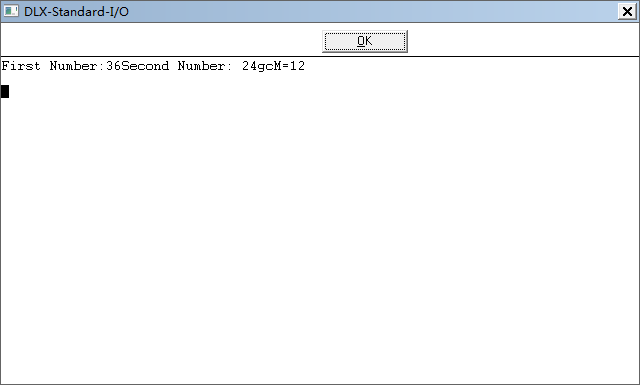 DLX-Standard-I/O
OK
First Number:36Second Number: 24gcM=12